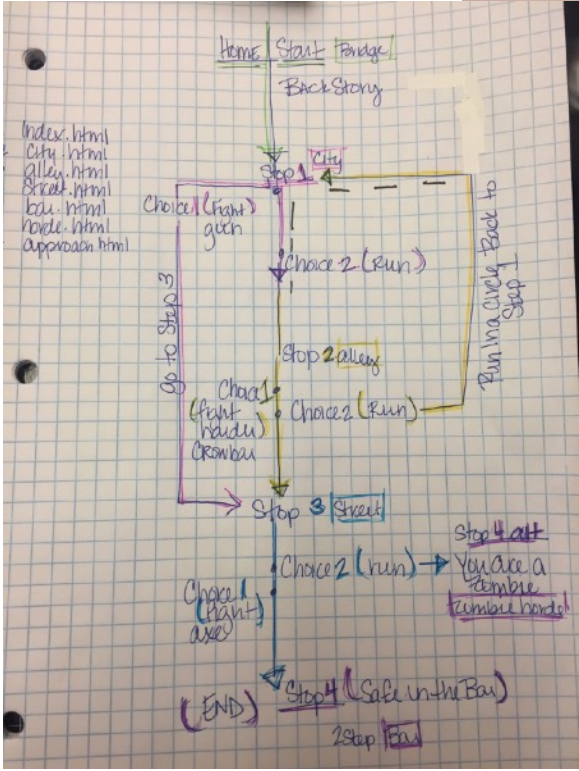 Home Start Bridge
BackStory
index.html
City.html
alley.html
Street.html
bar.html
horde.html
approach.html
Stop 1 City
Choice 1 (Fight)
gun
Choice 2 (Run)
go to Stop 3
Run In a Circle Back to
Stop 1
Stop 2 alley
Choice 1
(fight
harder)
Crowbar
Choice 2 (Run)
Stop 3 Street
Choice 2 (run)
Choice 1
(fight)
axe
Stop 4 alt
You are a
Zombie
zombie horde
(END) Stop 4 (Safe in the Bar)
2 Step Bar